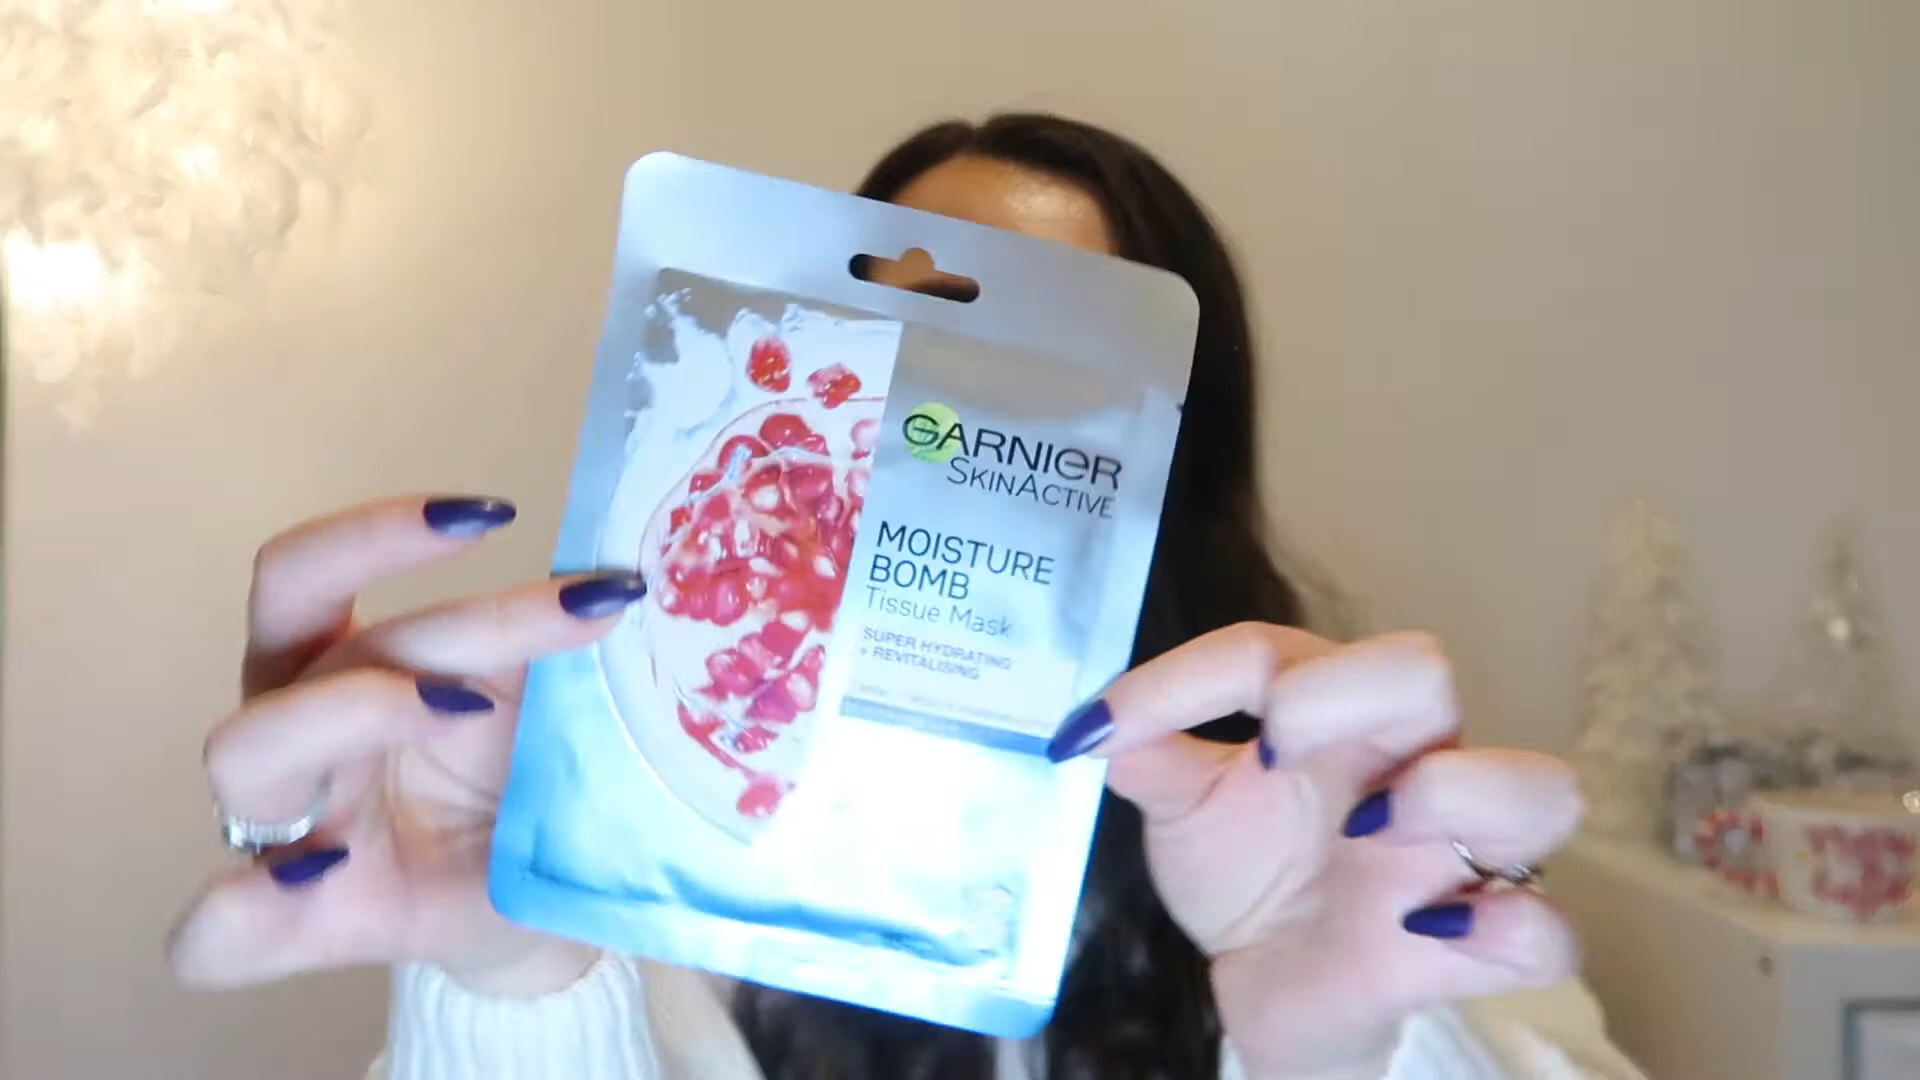 GARNIER
SKINACTIVE
MOISTURE
BOMB
Tissue Mask
SUPER HYDRATING
+ REVITALISING